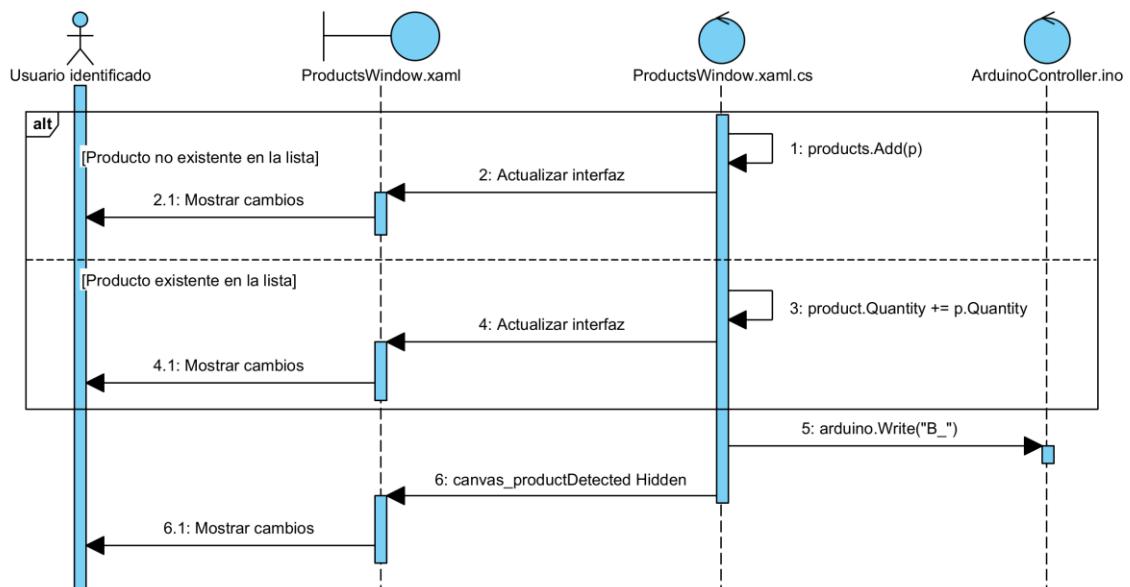 Usuario identificado
ProductsWindow.xaml
ProductsWindow.xaml.cs
ArduinoController.ino
alt
[Producto no existente en la lista]
1: products.Add(p)
2: Actualizar interfaz
2.1: Mostrar cambios
[Producto existente en la lista]
3: product.Quantity += p.Quantity
4: Actualizar interfaz
4.1: Mostrar cambios
5: arduino.Write("B_")
6: canvas_productDetected Hidden
6.1: Mostrar cambios